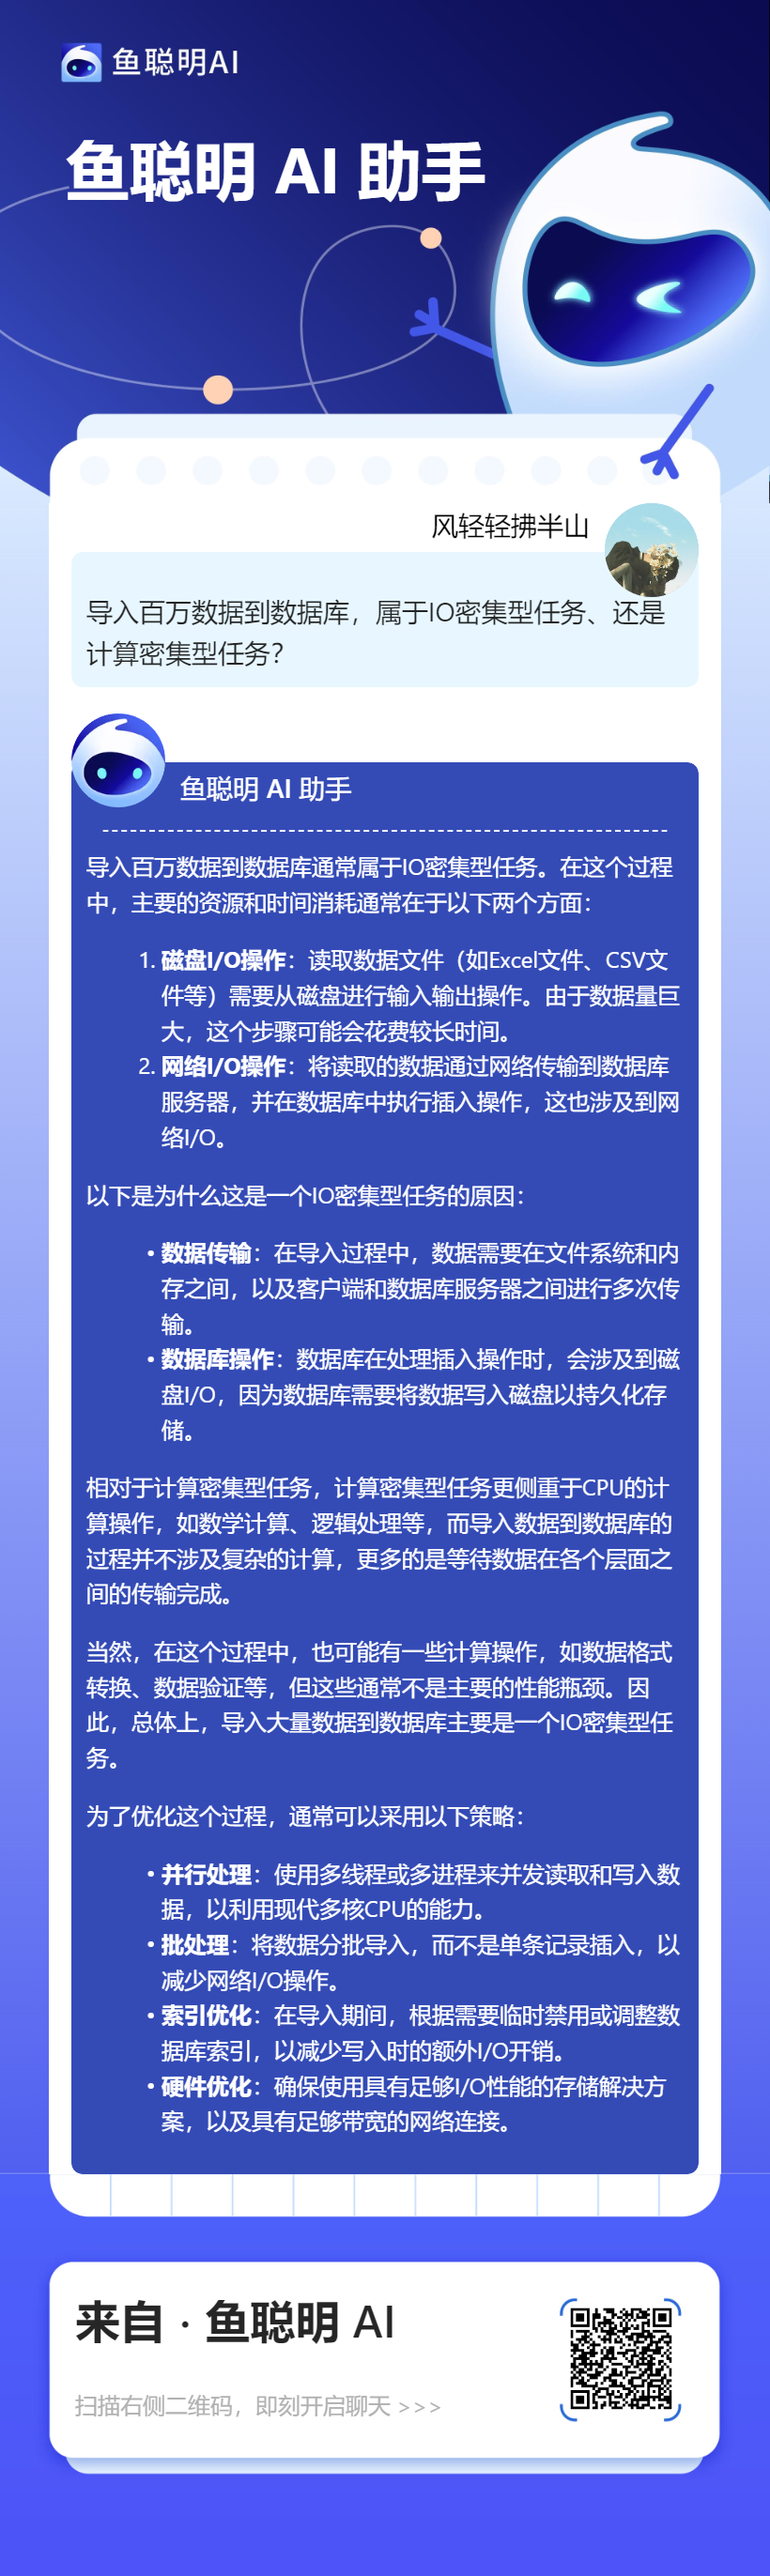 鱼聪明AI
鱼聪明 AI 助手
风轻轻拂半山
导入百万数据到数据库，属于IO密集型任务、还是
计算密集型任务？
鱼聪明 AI 助手
导入百万数据到数据库通常属于IO密集型任务。在这个过程
中，主要的资源和时间消耗通常在于以下两个方面：
1. 磁盘I/O操作：读取数据文件（如Excel文件、CSV文
件等）需要从磁盘进行输入输出操作。由于数据量巨
大，这个步骤可能会花费较长时间。
2. 网络I/O操作：将读取的数据通过网络传输到数据库
服务器，并在数据库中执行插入操作，这也涉及到网
络I/O。
以下是为什么这是一个IO密集型任务的原因：
• 数据传输：在导入过程中，数据需要在文件系统和内
存之间，以及客户端和数据库服务器之间进行多次传
输。
• 数据库操作：数据库在处理插入操作时，会涉及到磁
盘I/O，因为数据库需要将数据写入磁盘以持久化存
储。
相对于计算密集型任务，计算密集型任务更侧重于CPU的计
算操作，如数学计算、逻辑处理等，而导入数据到数据库的
过程并不涉及复杂的计算，更多的是等待数据在各个层面之
间的传输完成。
当然，在这个过程中，也可能有一些计算操作，如数据格式
转换、数据验证等，但这些通常不是主要的性能瓶颈。因
此，总体上，导入大量数据到数据库主要是一个IO密集型任
务。
为了优化这个过程，通常可以采用以下策略：
• 并行处理：使用多线程或多进程来并发读取和写入数
据，以利用现代多核CPU的能力。
• 批处理：将数据分批导入，而不是单条记录插入，以
减少网络I/O操作。
• 索引优化：在导入期间，根据需要临时禁用或调整数
据库索引，以减少写入时的额外I/O开销。
• 硬件优化：确保使用具有足够I/O性能的存储解决方
案，以及具有足够带宽的网络连接。
来自 · 鱼聪明 AI
扫描右侧二维码，即刻开启聊天 >>>